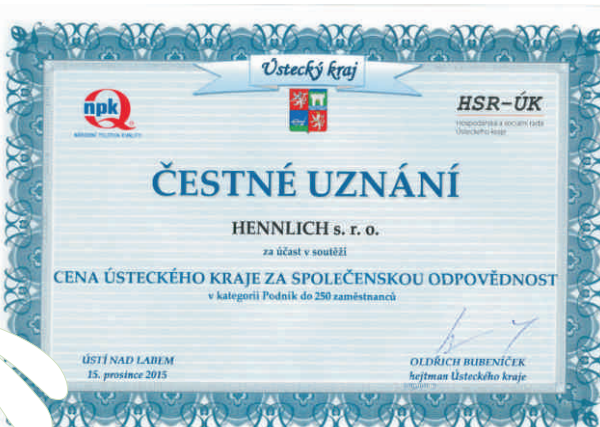 Ústecký kraj
npk Q
NÁRODNÍ POLITIKA KVALITY
HSR-ÚK
Hospodářská a sociální rada
Ústeckého kraje
ČESTNÉ UZNÁNÍ
HENNLICH s. r. o.
za účast v soutěži
CENA ÚSTECKÉHO KRAJE ZA SPOLEČENSKOU ODPOVĚDNOST
v kategorii Podnik do 250 zaměstnanců
ÚSTÍ NAD LABEM
15. prosince 2015
OLDŘICH BUBENÍČEK
hejtman Ústeckého kraje